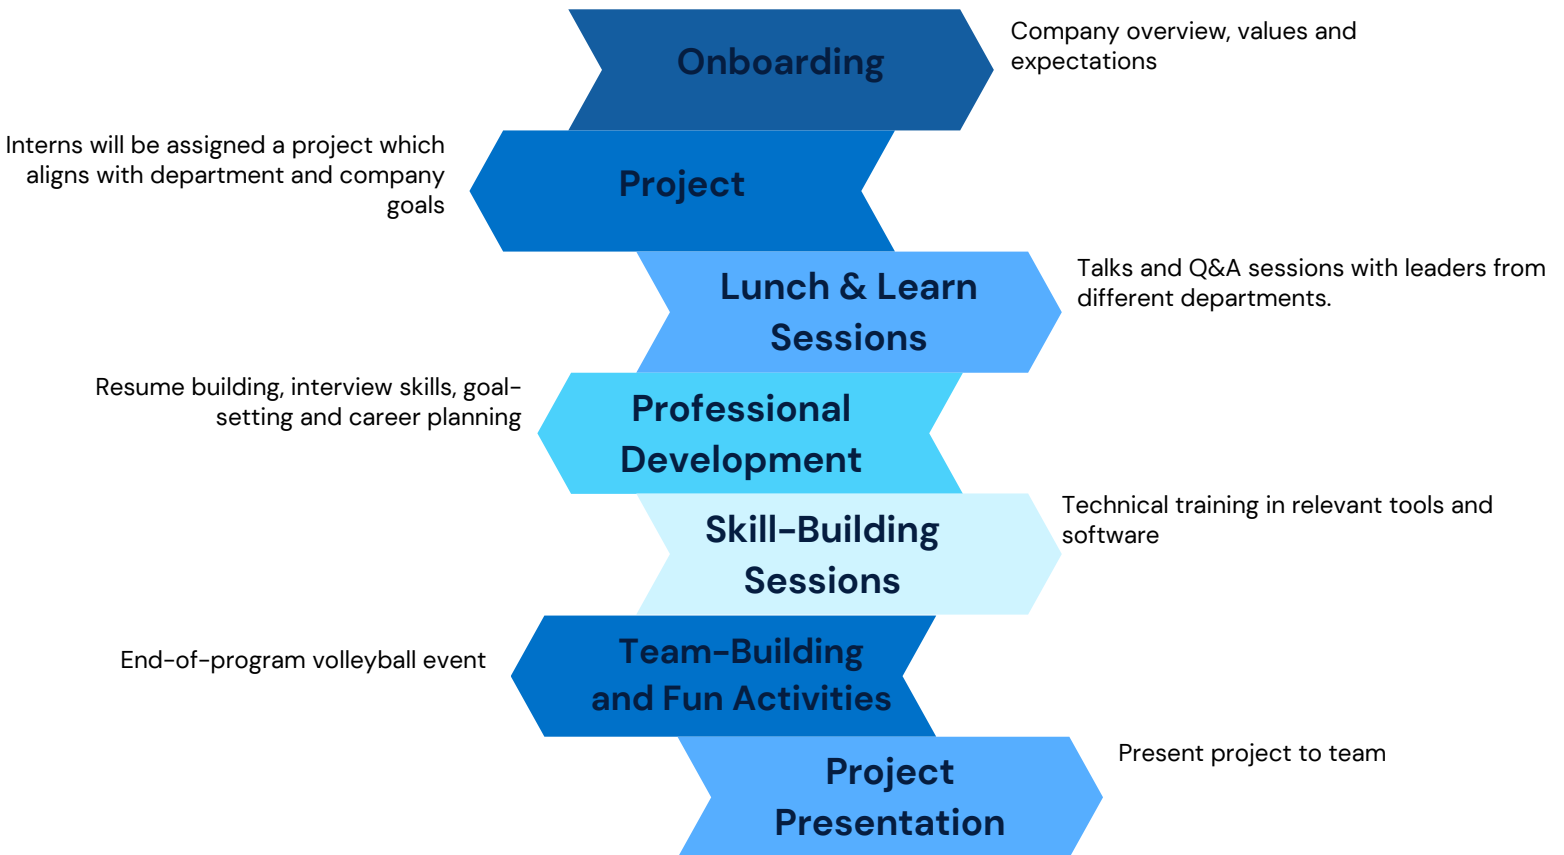 Onboarding
Company overview, values and
expectations
Interns will be assigned a project which
aligns with department and company
goals
Project
Lunch & Learn
Sessions
Talks and Q&A sessions with leaders from
different departments.
Resume building, interview skills, goal-
setting and career planning
Professional
Development
Skill-Building
Sessions
Technical training in relevant tools and
software
End-of-program volleyball event
Team-Building
and Fun Activities
Project
Presentation
Present project to team